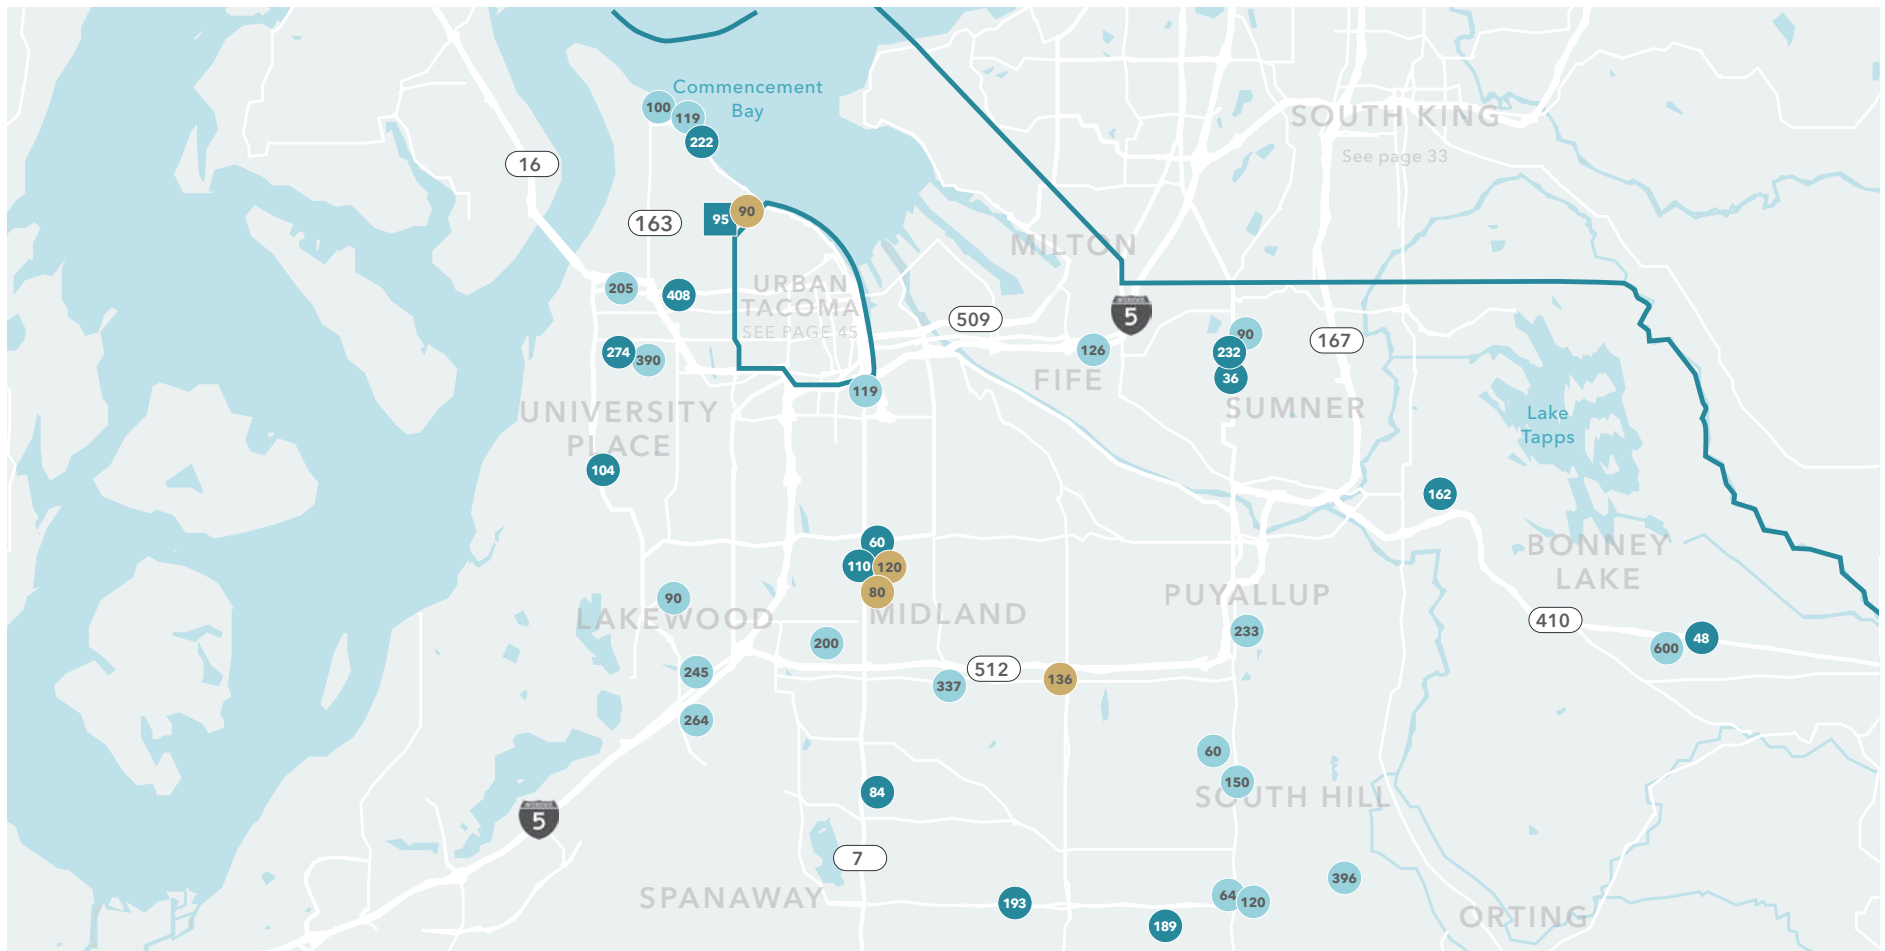 Commencement
Bay
100
119
222
SOUTH KING
See page 33
16
163
95
90
MILTON
URBAN
TACOMA
SEE PAGE 45
205
408
509
INTERSTATE
5
126
90
232
36
167
274
390
119
FIFE
SUMNER
UNIVERSITY
PLACE
Lake
Tapps
104
162
60
110
120
80
BONNEY
LAKE
90
LAKEWOOD
MIDLAND
PUYALLUP
410
200
233
600
48
245
337
512
136
264
60
150
SOUTH HILL
84
INTERSTATE
5
7
396
SPANAWAY
193
64
120
189
ORTING